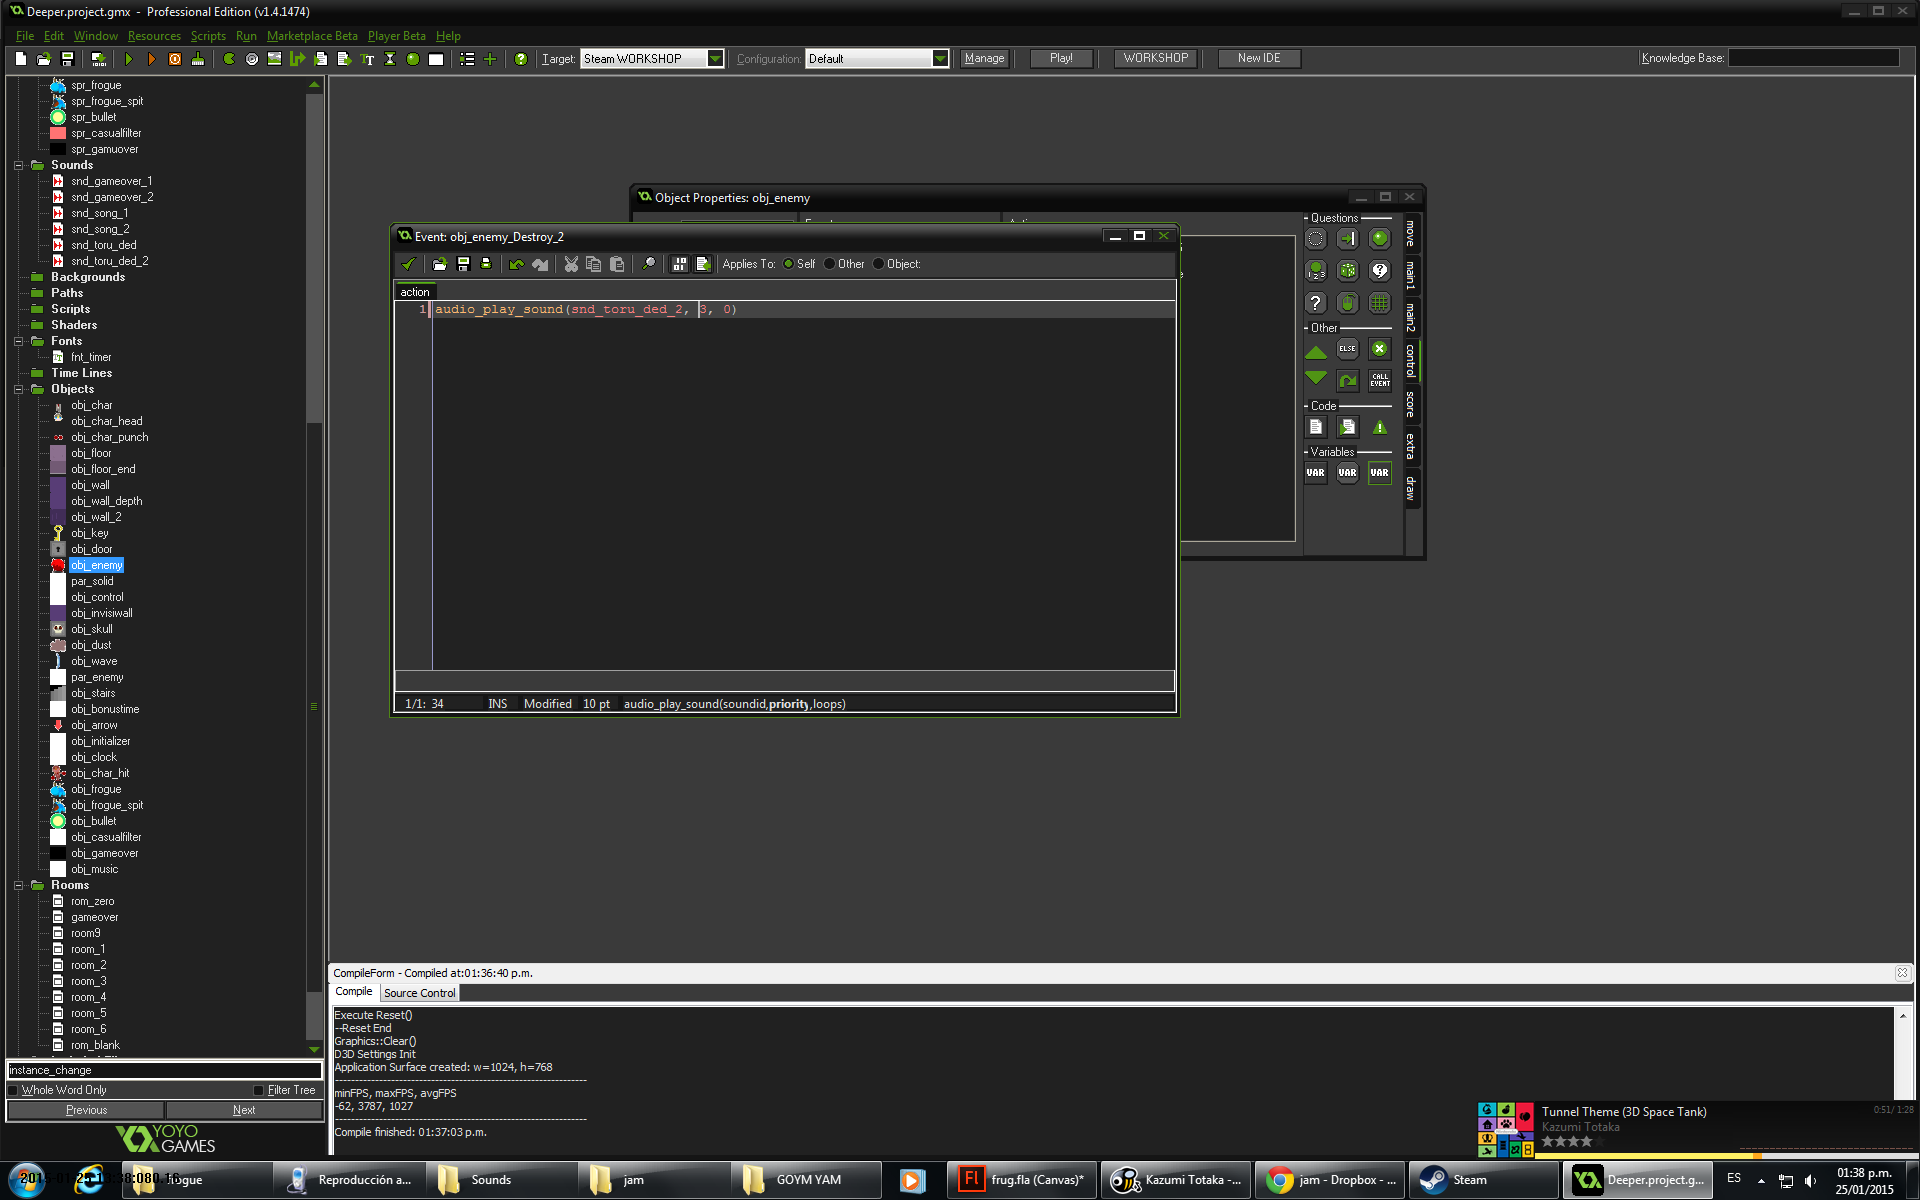 Deeper.project.gmx - Professional Edition (v1.4.1474)
File Edit Window Resources Scripts Run Marketplace Beta Player Beta Help
Target: Steam WORKSHOP Configuration: Default Manage Play! WORKSHOP New IDE Knowledge Base:
spr_frogue
spr_frogue_spit
spr_bullet
spr_casualfilter
spr_gamuover
Sounds
snd_gameover_1
snd_gameover_2
snd_song_1
snd_song_2
snd_toru_ded
snd_toru_ded_2
Backgrounds
Paths
Scripts
Shaders
Fonts
fnt_timer
Time Lines
Objects
obj_char
obj_char_head
obj_char_punch
obj_floor
obj_floor_end
obj_wall
obj_wall_depth
obj_wall_2
obj_key
obj_door
obj_enemy
par_solid
obj_control
obj_invisiwall
obj_skull
obj_dust
obj_wave
par_enemy
obj_stairs
obj_bonustime
obj_arrow
obj_initializer
obj_clock
obj_char_hit
obj_frogue
obj_frogue_spit
obj_bullet
obj_casualfilter
obj_gameover
obj_music
Rooms
rom_zero
gameover
room9
room_1
room_2
room_3
room_4
room_5
room_6
rom_blank
instance_change
Whole Word Only Filter Tree
Previous Next
YOYO GAMES
Object Properties: obj_enemy
Questions
Other
ELSE
CALL EVENT
Code
Variables
VAR VAR VAR
move
main1
main2
control
score
extra
draw
Event: obj_enemy_Destroy_2
Applies To: Self Other Object:
action
1 audio_play_sound(snd_toru_ded_2, 3, 0)
1/1: 34 INS Modified 10 pt audio_play_sound(soundid,priority,loops)
CompileForm - Compiled at:01:36:40 p.m.
Compile Source Control
Execute Reset()
--Reset End
Graphics::Clear()
D3D Settings Init
Application Surface created: w=1024, h=768
minFPS, maxFPS, avgFPS
-62, 3787, 1027
Compile finished: 01:37:03 p.m.
Tunnel Theme (3D Space Tank) 0:51/ 1:28
Kazumi Totaka
frogue Reproducción a... Sounds jam GOYM YAM frug.fla (Canvas)* Kazumi Totaka -... jam - Dropbox - ... Steam Deeper.project.g... ES 01:38 p.m.
25/01/2015